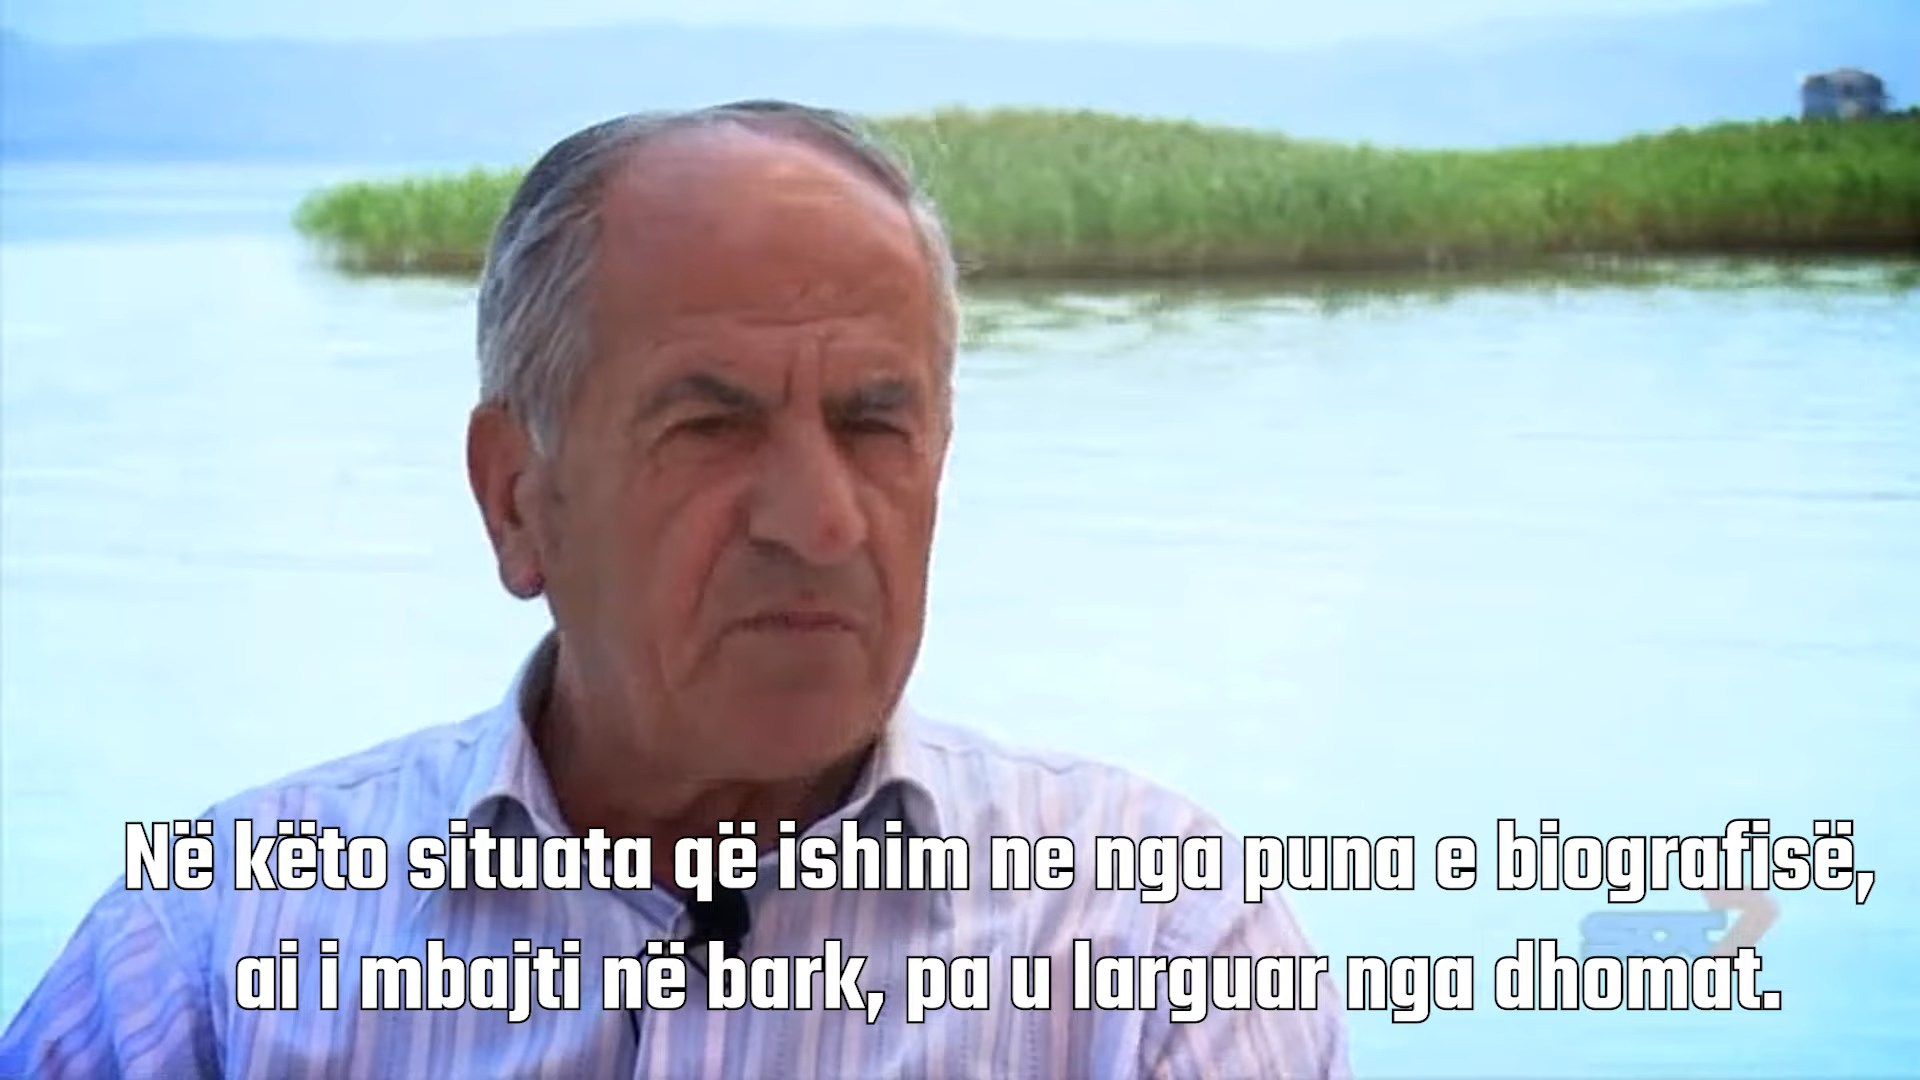 Në këto situata që ishim ne nga puna e biografisë,
ai i mbajti në bark, pa u larguar nga dhomat.